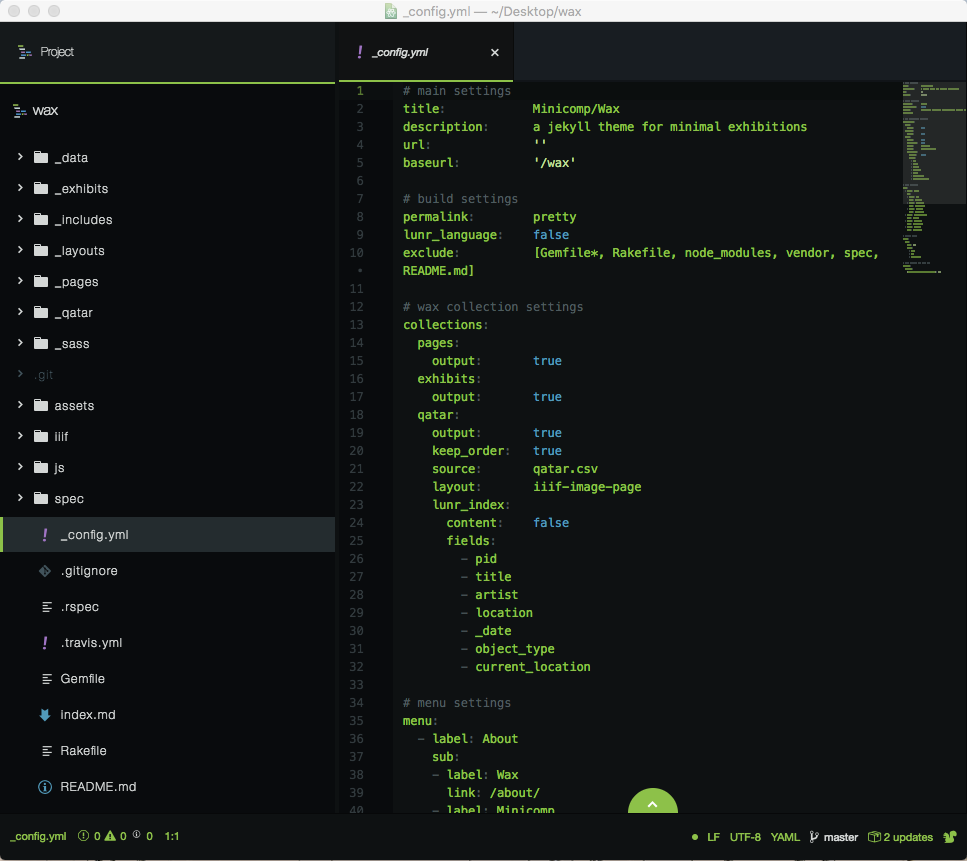 _config.yml — ~/Desktop/wax
Project
_config.yml
wax
_data
_exhibits
_includes
_layouts
_pages
_qatar
_sass
.git
assets
iiif
js
spec
_config.yml
.gitignore
.rspec
.travis.yml
Gemfile
index.md
Rakefile
README.md
1 # main settings
2 title: Minicomp/Wax
3 description: a jekyll theme for minimal exhibitions
4 url: ''
5 baseurl: '/wax'
6
7 # build settings
8 permalink: pretty
9 lunr_language: false
10 exclude: [Gemfile*, Rakefile, node_modules, vendor, spec,
• README.md]
11
12 # wax collection settings
13 collections:
14 pages:
15 output: true
16 exhibits:
17 output: true
18 qatar:
19 output: true
20 keep_order: true
21 source: qatar.csv
22 layout: iiif-image-page
23 lunr_index:
24 content: false
25 fields:
26 - pid
27 - title
28 - artist
29 - location
30 - _date
31 - object_type
32 - current_location
33
34 # menu settings
35 menu:
36 - label: About
37 sub:
38 - label: Wax
39 link: /about/
40 - label: Minicomp
_config.yml 0 0 0 1:1
LF UTF-8 YAML master 2 updates